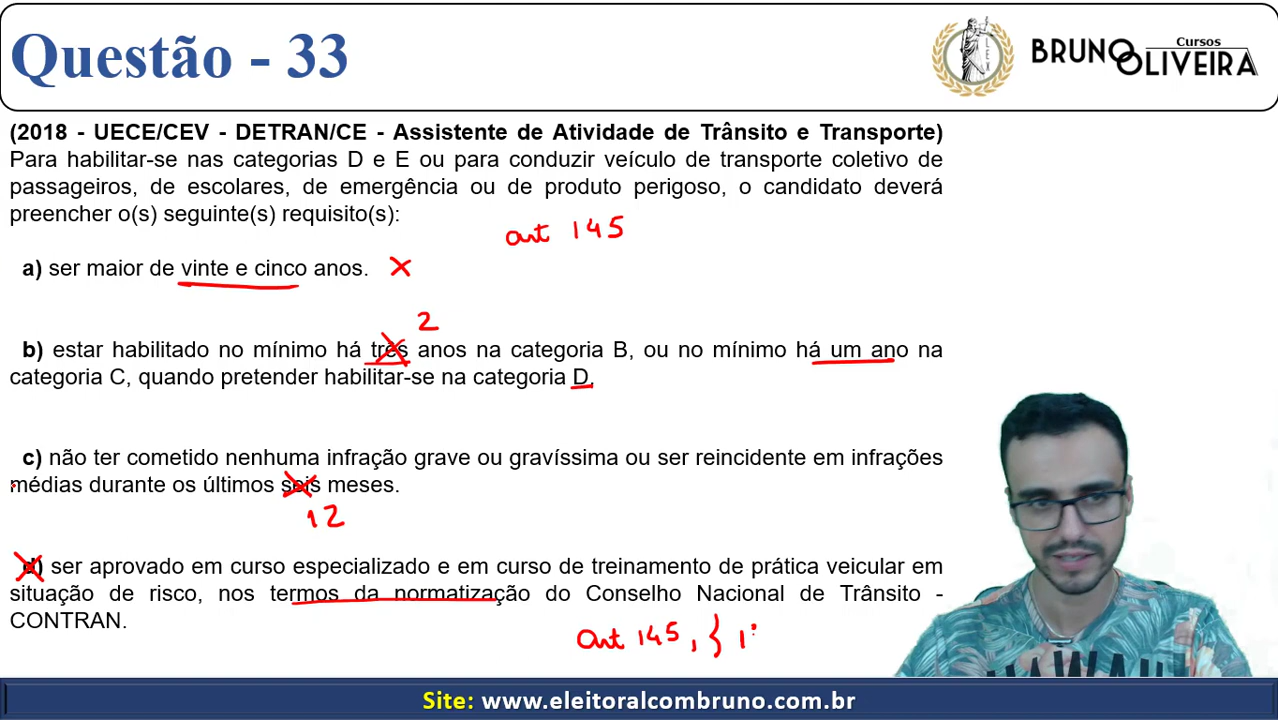 Questão - 33
Cursos
BRUNO
OLIVEIRA
LEX
(2018 - UECE/CEV - DETRAN/CE - Assistente de Atividade de Trânsito e Transporte)
Para habilitar-se nas categorias D e E ou para conduzir veículo de transporte coletivo de
passageiros, de escolares, de emergência ou de produto perigoso, o candidato deverá
preencher o(s) seguinte(s) requisito(s):
art 145
a) ser maior de vinte e cinco anos. X
2
b) estar habilitado no mínimo há três anos na categoria B, ou no mínimo há um ano na
categoria C, quando pretender habilitar-se na categoria D.
c) não ter cometido nenhuma infração grave ou gravíssima ou ser reincidente em infrações
médias durante os últimos seis meses.
12
d) ser aprovado em curso especializado e em curso de treinamento de prática veicular em
situação de risco, nos termos da normatização do Conselho Nacional de Trânsito -
CONTRAN.
art 145, } 1
HAWAII
Site: www.eleitoralcombruno.com.br